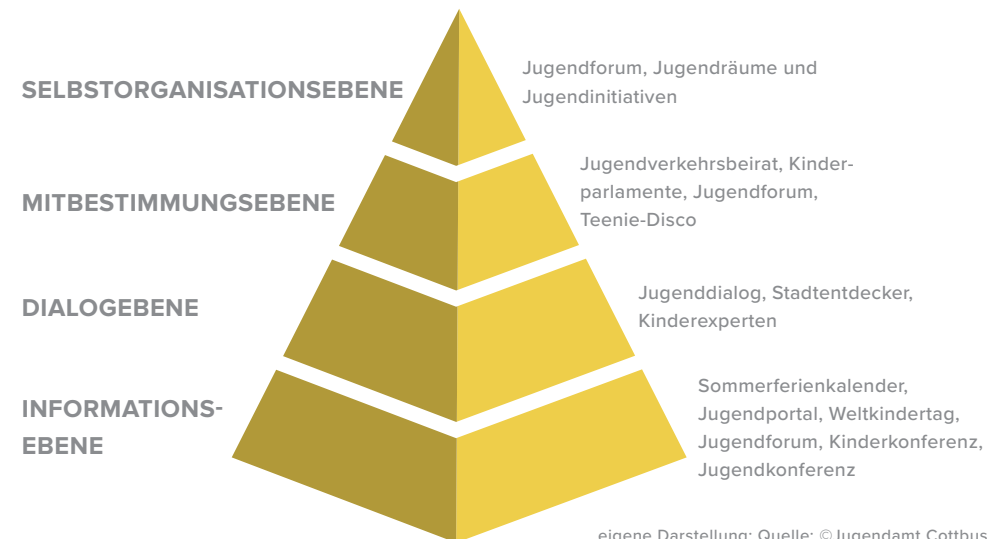 SELBSTORGANISATIONSEBENE
Jugendforum, Jugendräume und
Jugendinitiativen
MITBESTIMMUNGSEBENE
Jugendverkehrsbeirat, Kinder-
parlamente, Jugendforum,
Teenie-Disco
DIALOGEBENE
Jugenddialog, Stadtentdecker,
Kinderexperten
INFORMATIONS-
EBENE
Sommerferienkalender,
Jugendportal, Weltkindertag,
Jugendforum, Kinderkonferenz,
Jugendkonferenz
eigene Darstellung; Quelle: ©Jugendamt Cottbus